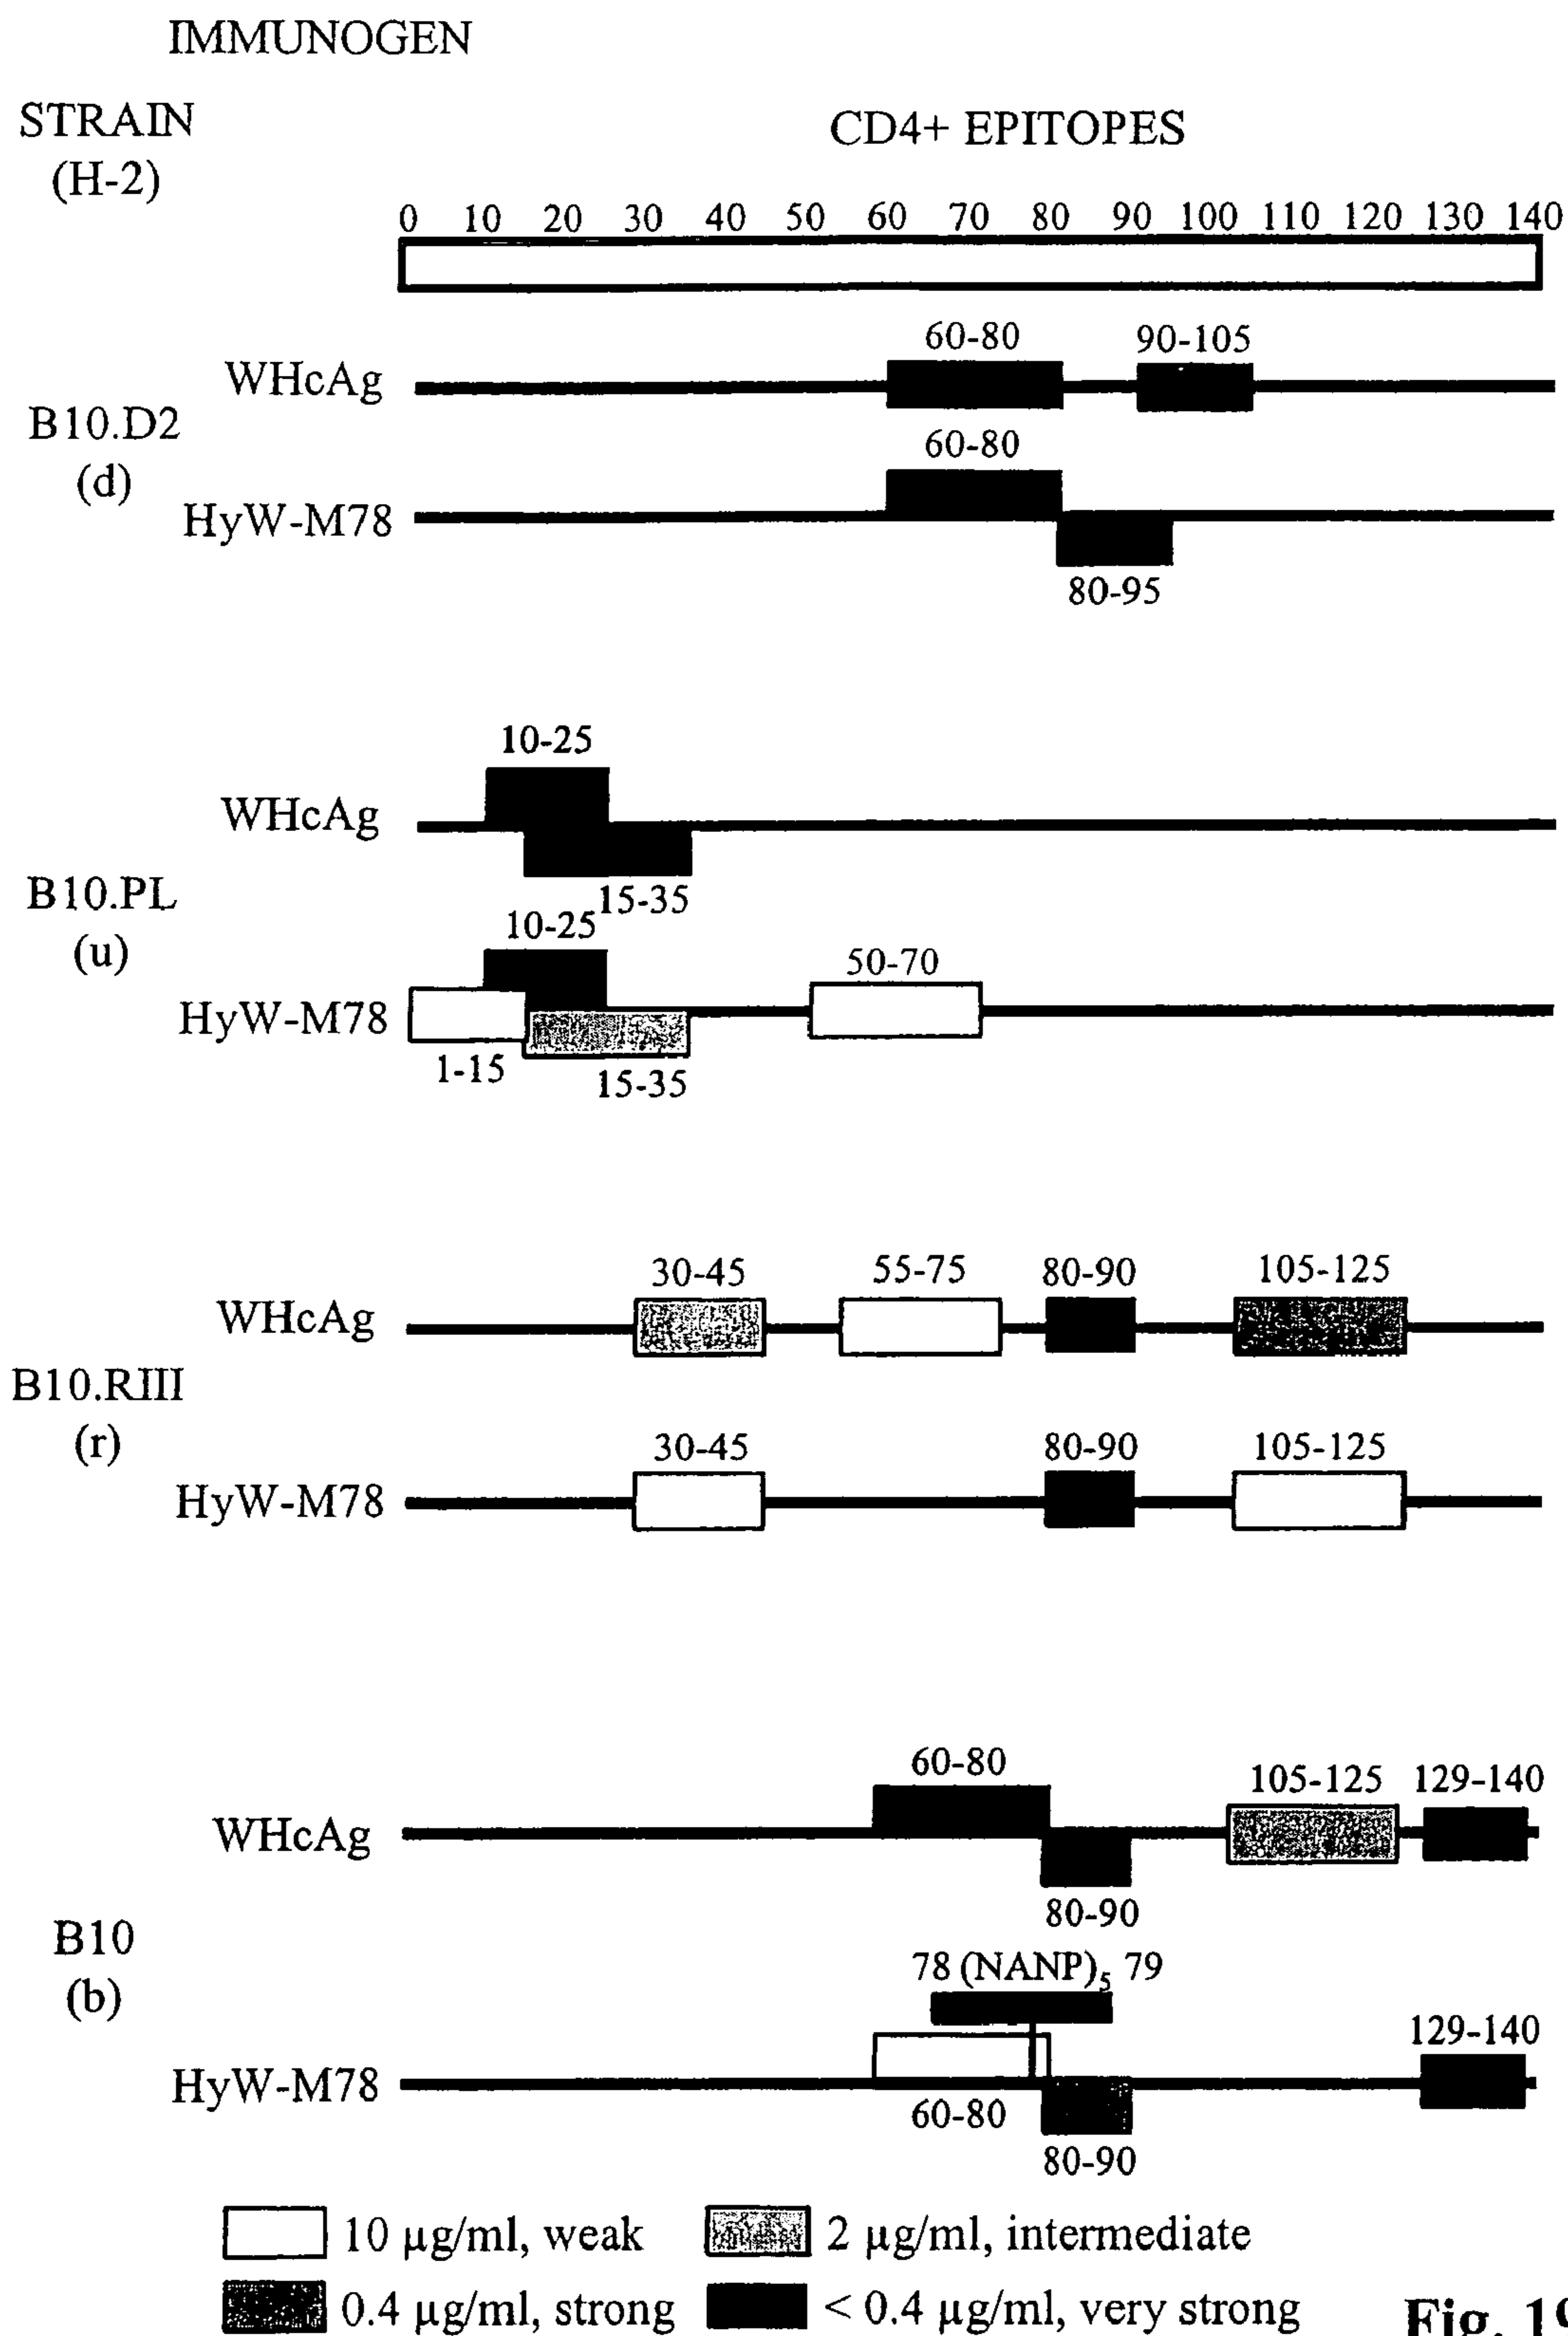 IMMUNOGEN
STRAIN
(H-2)
CD4+ EPITOPES
0 10 20 30 40 50 60 70 80 90 100 110 120 130 140
60-80 90-105
WHcAg
B10.D2
(d)
60-80
HyW-M78
80-95
10-25
WHcAg
15-35
B10.PL
(u)
10-25
50-70
HyW-M78
1-15
15-35
30-45 55-75 80-90 105-125
WHcAg
B10.RIII
(r)
30-45 80-90 105-125
HyW-M78
60-80 105-125 129-140
WHcAg
80-90
B10
(b)
78 (NANP)5 79
129-140
HyW-M78
60-80
80-90
10 µg/ml, weak 2 µg/ml, intermediate
0.4 µg/ml, strong < 0.4 µg/ml, very strong
Fig. 19